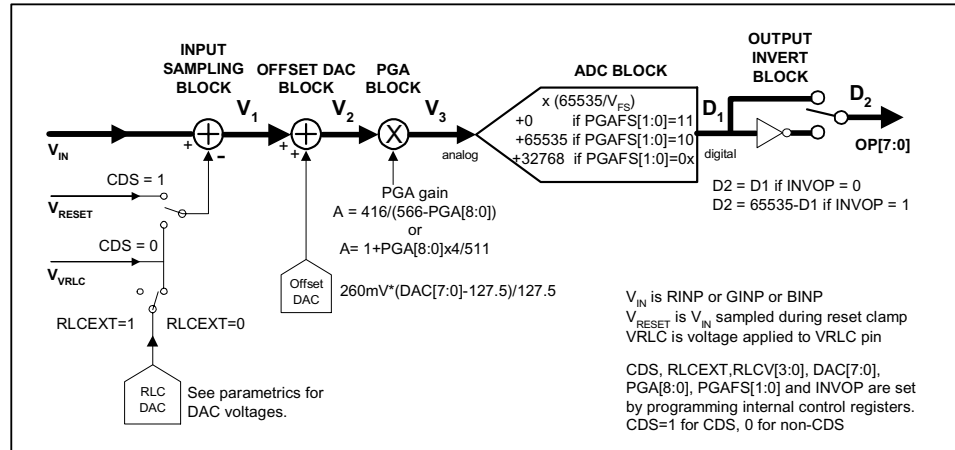 INPUT
SAMPLING
BLOCK
OFFSET DAC
BLOCK
PGA
BLOCK
ADC BLOCK
OUTPUT
INVERT
BLOCK
V1
V2
V3
x (65535/VFS)
+0 if PGAFS[1:0]=11
+65535 if PGAFS[1:0]=10
+32768 if PGAFS[1:0]=0x
D1
D2
+
-
+
+
+
+
X
analog
digital
VIN
OP[7:0]
CDS = 1
VRESET
CDS = 0
VVRLC
RLCEXT=1
RLCEXT=0
RLC
DAC
See parametrics for
DAC voltages.
PGA gain
A = 416/(566-PGA[8:0])
or
A= 1+PGA[8:0]x4/511
Offset
DAC
260mV*(DAC[7:0]-127.5)/127.5
D2 = D1 if INVOP = 0
D2 = 65535-D1 if INVOP = 1
VIN is RINP or GINP or BINP
VRESET is VIN sampled during reset clamp
VRLC is voltage applied to VRLC pin
CDS, RLCEXT,RLCV[3:0], DAC[7:0],
PGA[8:0], PGAFS[1:0] and INVOP are set
by programming internal control registers.
CDS=1 for CDS, 0 for non-CDS